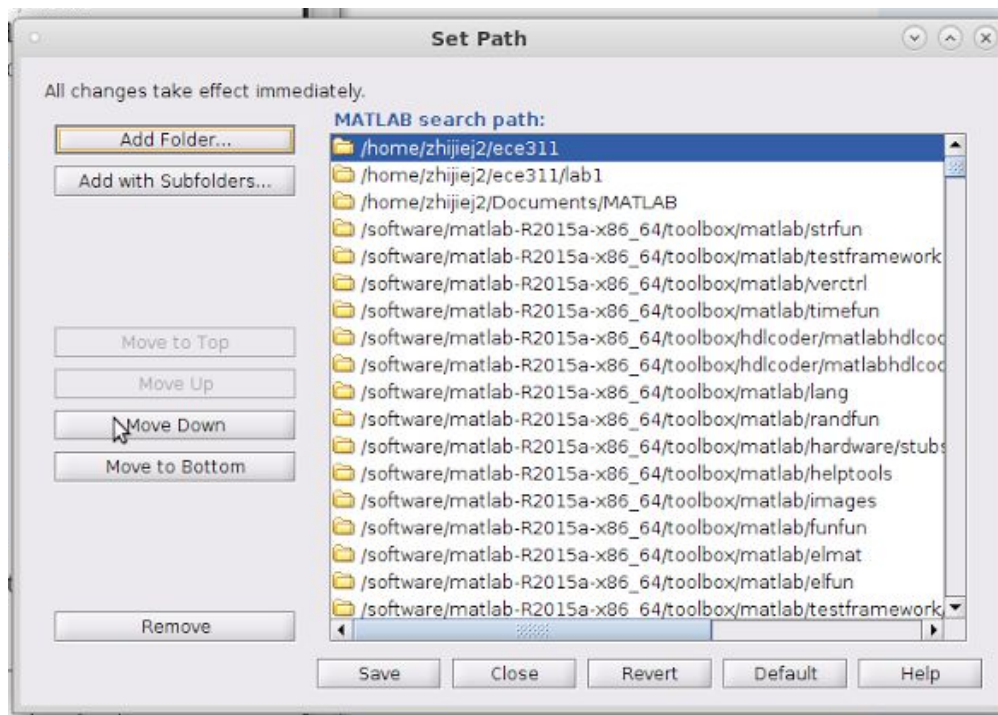 Set Path
All changes take effect immediately.
MATLAB search path:
Add Folder...
Add with Subfolders...
Move to Top
Move Up
Move Down
Move to Bottom
Remove
/home/zhijiej2/ece311
/home/zhijiej2/ece311/lab1
/home/zhijiej2/Documents/MATLAB
/software/matlab-R2015a-x86_64/toolbox/matlab/strfun
/software/matlab-R2015a-x86_64/toolbox/matlab/testframework
/software/matlab-R2015a-x86_64/toolbox/matlab/verctrl
/software/matlab-R2015a-x86_64/toolbox/matlab/timefun
/software/matlab-R2015a-x86_64/toolbox/hdlcoder/matlabhdlcoc
/software/matlab-R2015a-x86_64/toolbox/hdlcoder/matlabhdlcoc
/software/matlab-R2015a-x86_64/toolbox/matlab/lang
/software/matlab-R2015a-x86_64/toolbox/matlab/randfun
/software/matlab-R2015a-x86_64/toolbox/matlab/hardware/stubs
/software/matlab-R2015a-x86_64/toolbox/matlab/helptools
/software/matlab-R2015a-x86_64/toolbox/matlab/images
/software/matlab-R2015a-x86_64/toolbox/matlab/funfun
/software/matlab-R2015a-x86_64/toolbox/matlab/elmat
/software/matlab-R2015a-x86_64/toolbox/matlab/elfun
/software/matlab-R2015a-x86_64/toolbox/matlab/testframework/
Save
Close
Revert
Default
Help